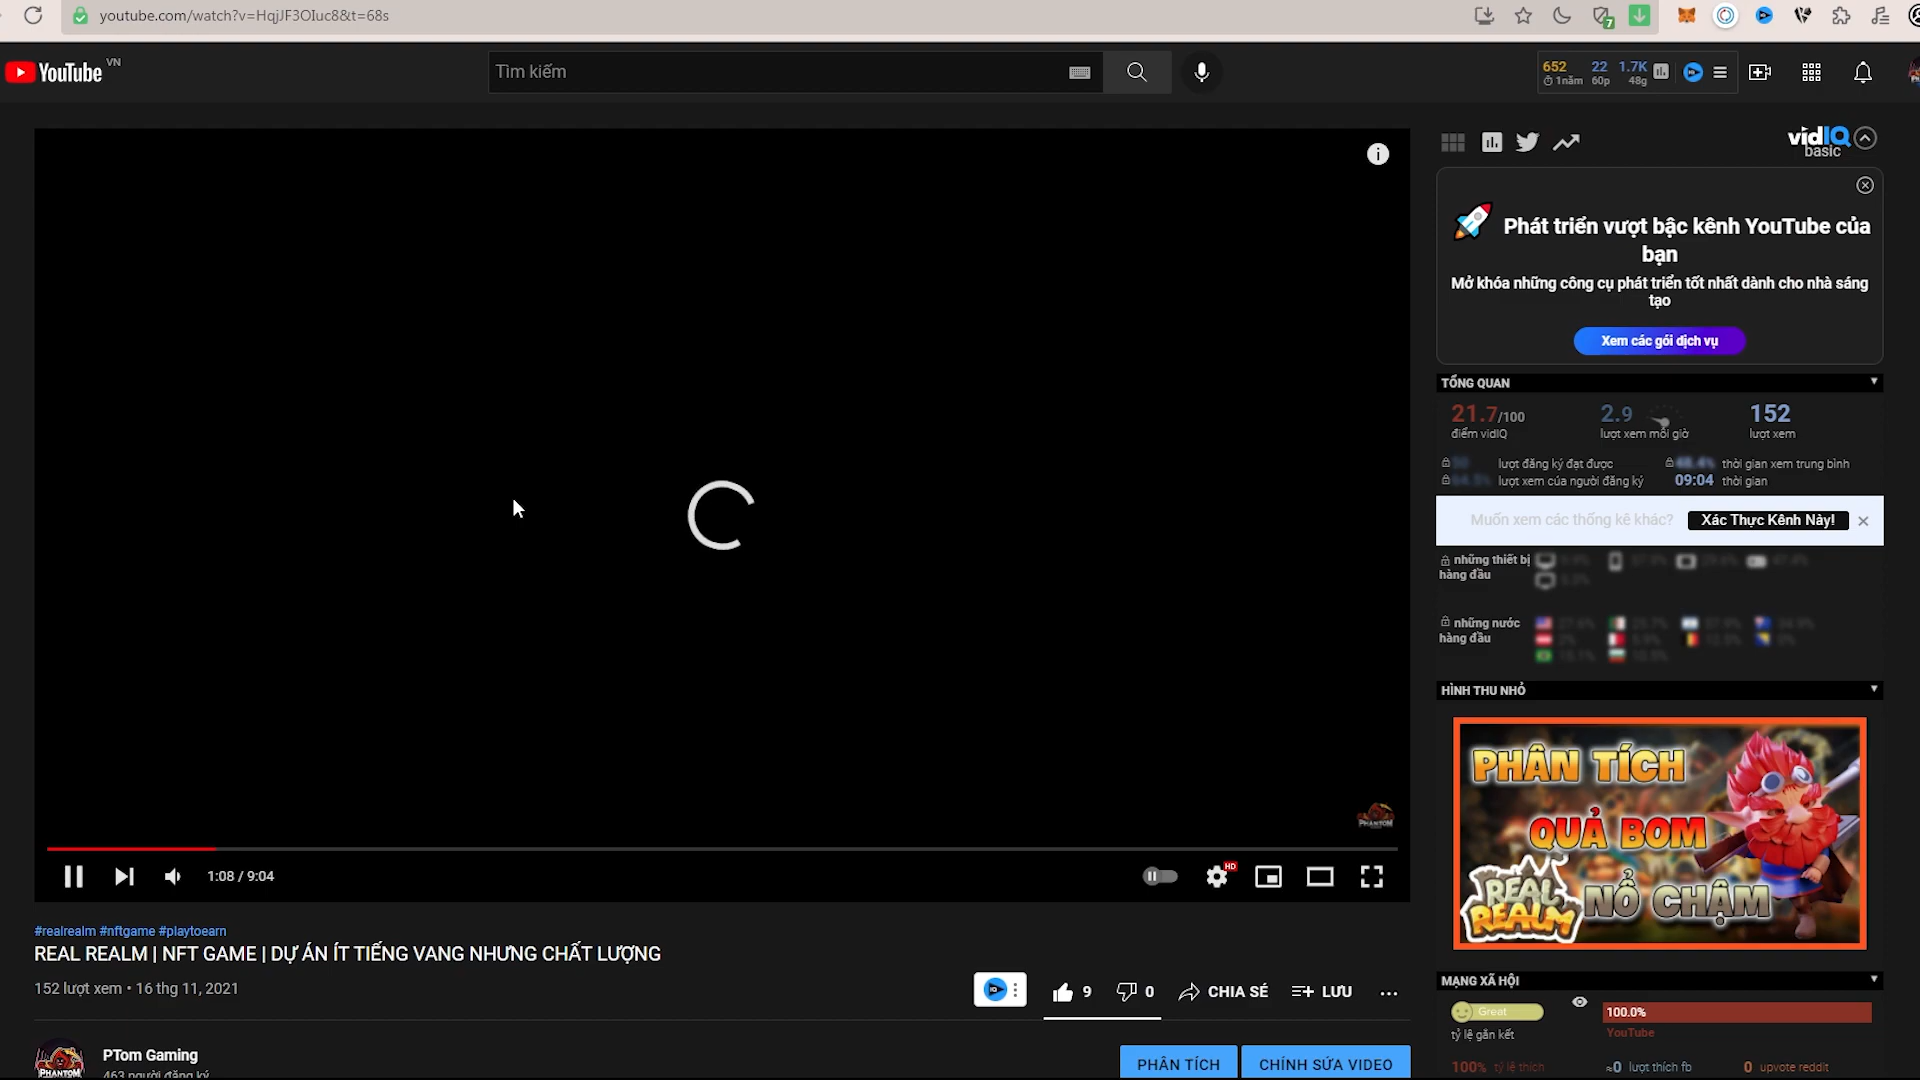 youtube.com/watch?v=HqjJF3OIuc8&t=68s
7
YouTube VN
Tìm kiếm
652 22 1.7K
1năm 60p 48g
vidIQ
basic
Phát triển vượt bậc kênh YouTube của
bạn
Mở khóa những công cụ phát triển tốt nhất dành cho nhà sáng
tạo
Xem các gói dịch vụ
TỔNG QUAN
21.7/100 2.9 152
điểm vidIQ lượt xem mỗi giờ lượt xem
lượt đăng ký đạt được thời gian xem trung bình
lượt xem của người đăng ký 09:04 thời gian
Muốn xem các thống kê khác? Xác Thực Kênh Này!
những thiết bị
hàng đầu
những nước
hàng đầu
HÌNH THU NHỎ
PHÂN TÍCH
QUẢ BOM
REAL REALM NỔ CHẬM
PHANTOM
1:08 / 9:04
HD
#realrealm #nftgame #playtoearn
REAL REALM | NFT GAME | DỰ ÁN ÍT TIẾNG VANG NHƯNG CHẤT LƯỢNG
152 lượt xem • 16 thg 11, 2021
9 0 CHIA SẺ LƯU
PTom Gaming
463 người đăng ký
PHANTOM
PHÂN TÍCH CHỈNH SỬA VIDEO
MẠNG XÃ HỘI
Great 100.0%
tỷ lệ gắn kết YouTube
100% tỷ lệ thích ≈0 lượt thích fb 0 upvote reddit